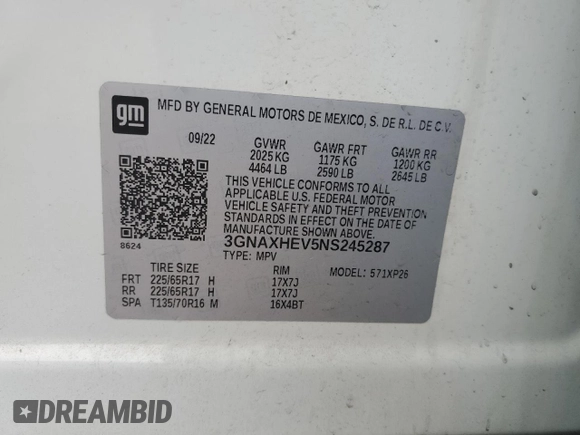 gm
MFD BY GENERAL MOTORS DE MEXICO, S. DE R.L. DE C.V.
09/22 GVWR GAWR FRT GAWR RR
2025 KG 1175 KG 1200 KG
4464 LB 2590 LB 2645 LB
THIS VEHICLE CONFORMS TO ALL
APPLICABLE U.S. FEDERAL MOTOR
VEHICLE SAFETY AND THEFT PREVENTION
STANDARDS IN EFFECT ON THE DATE OF
MANUFACTURE SHOWN ABOVE.
8624 3GNAXHEV5NS245287
TYPE: MPV MODEL: 571XP26
TIRE SIZE RIM
FRT 225/65R17 H 17X7J
RR 225/65R17 H 17X7J
SPA T135/70R16 M 16X4BT
DREAMBID